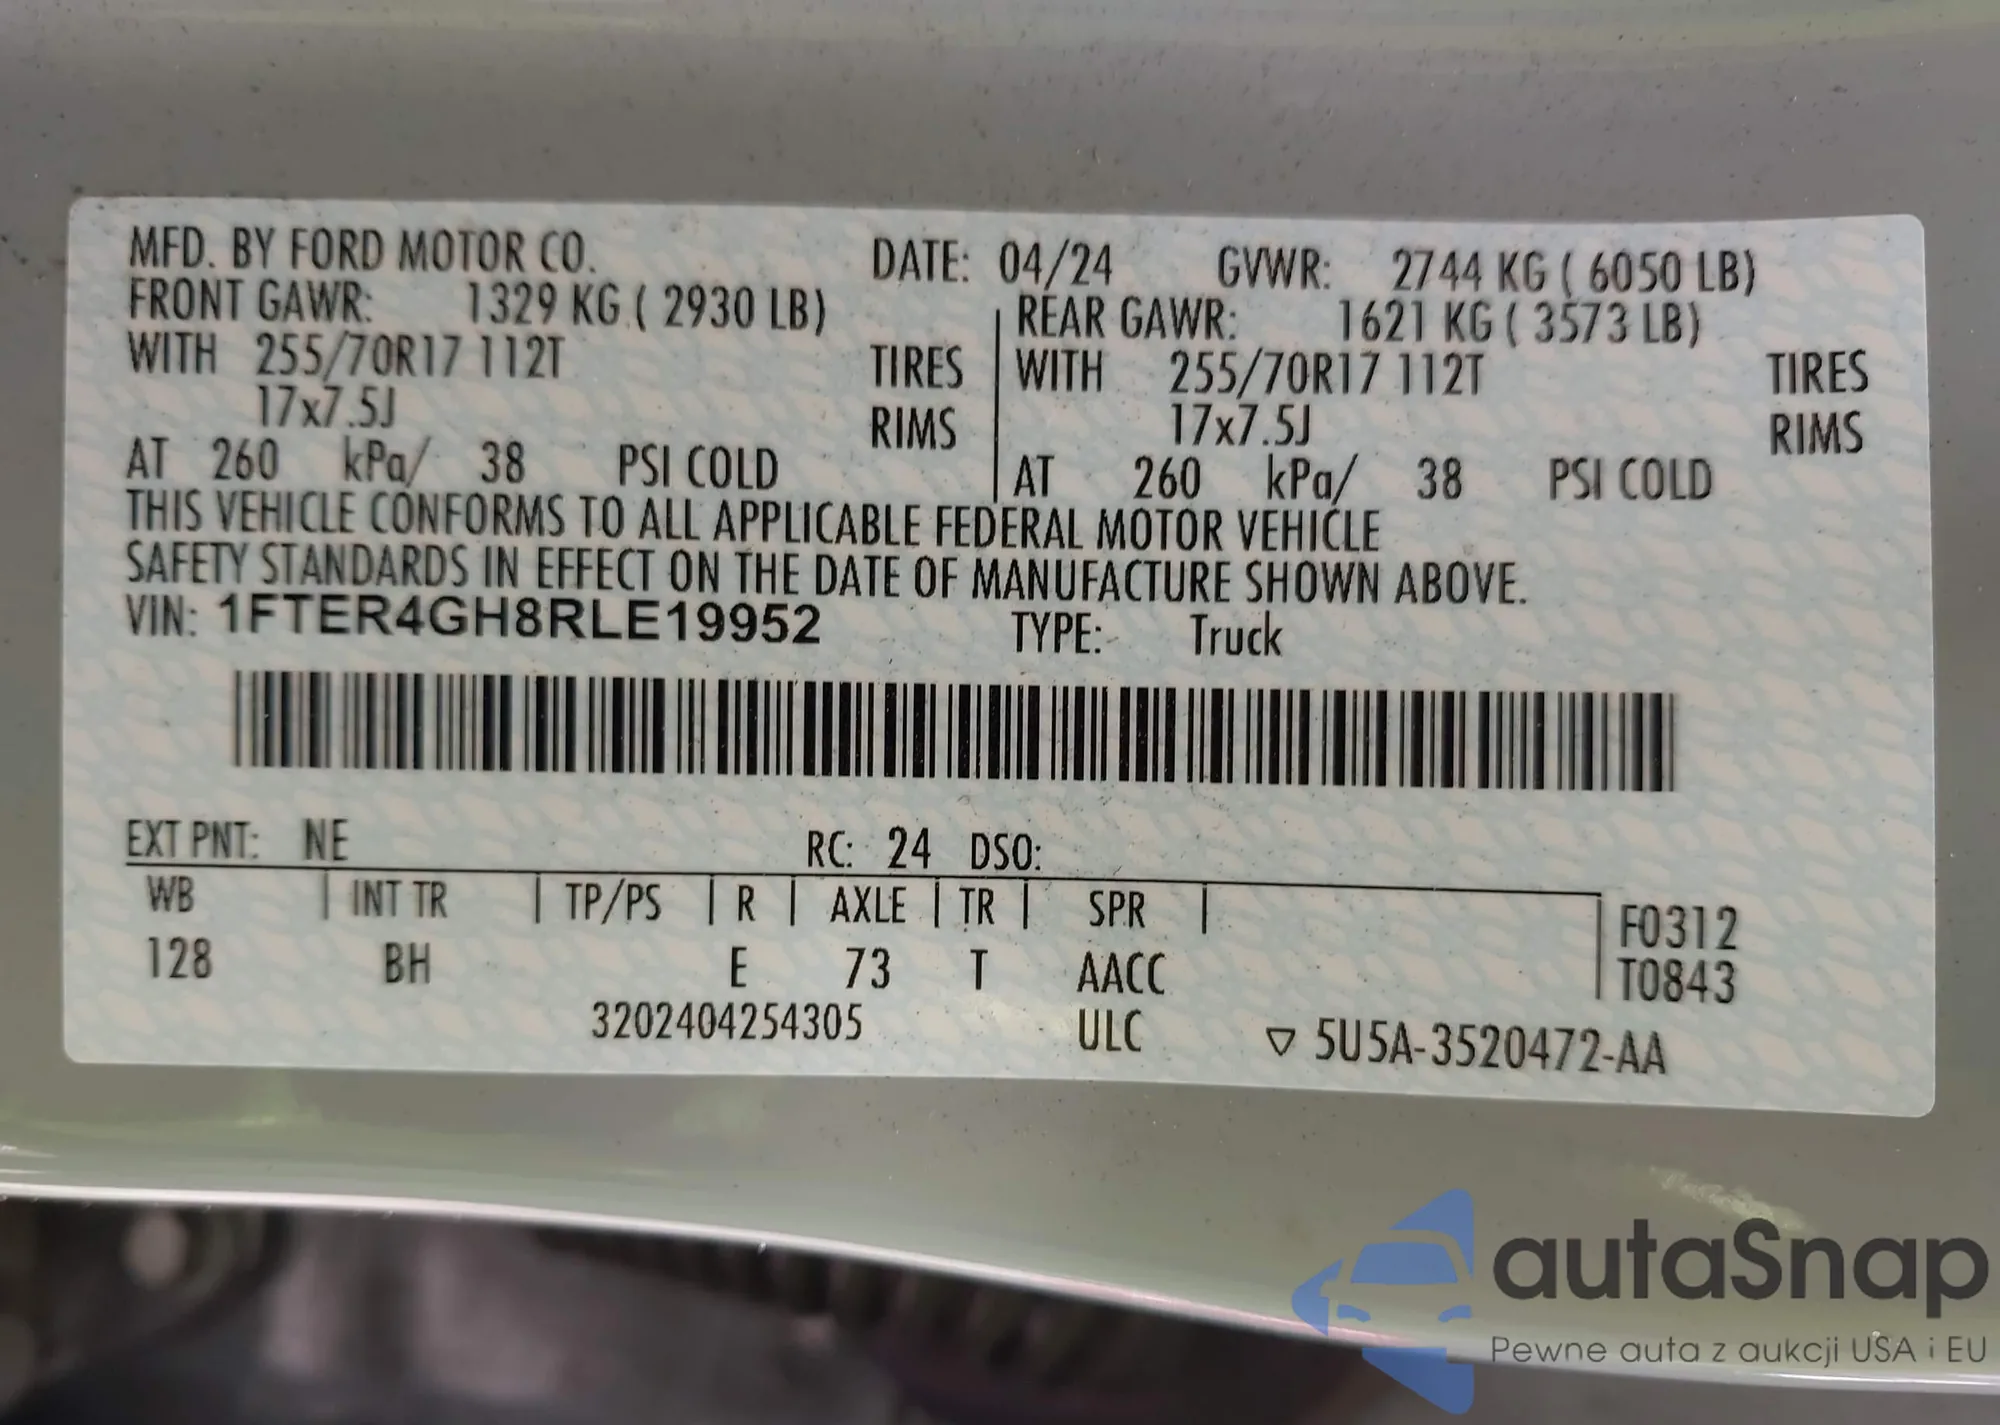 MFD. BY FORD MOTOR CO. DATE: 04/24 GVWR: 2744 KG ( 6050 LB)
FRONT GAWR: 1329 KG ( 2930 LB) REAR GAWR: 1621 KG ( 3573 LB)
WITH 255/70R17 112T TIRES WITH 255/70R17 112T TIRES
17x7.5J RIMS 17x7.5J RIMS
AT 260 kPa/ 38 PSI COLD AT 260 kPa/ 38 PSI COLD
THIS VEHICLE CONFORMS TO ALL APPLICABLE FEDERAL MOTOR VEHICLE
SAFETY STANDARDS IN EFFECT ON THE DATE OF MANUFACTURE SHOWN ABOVE.
VIN: 1FTER4GH8RLE19952 TYPE: Truck
EXT PNT: NE RC: 24 DSO:
WB | INT TR | TP/PS | R | AXLE | TR | SPR | F0312
128 BH E 73 T AACC T0843
3202404254305 ULC ▽ 5U5A-3520472-AA
autaSnap
Pewne auta z aukcji USA i EU